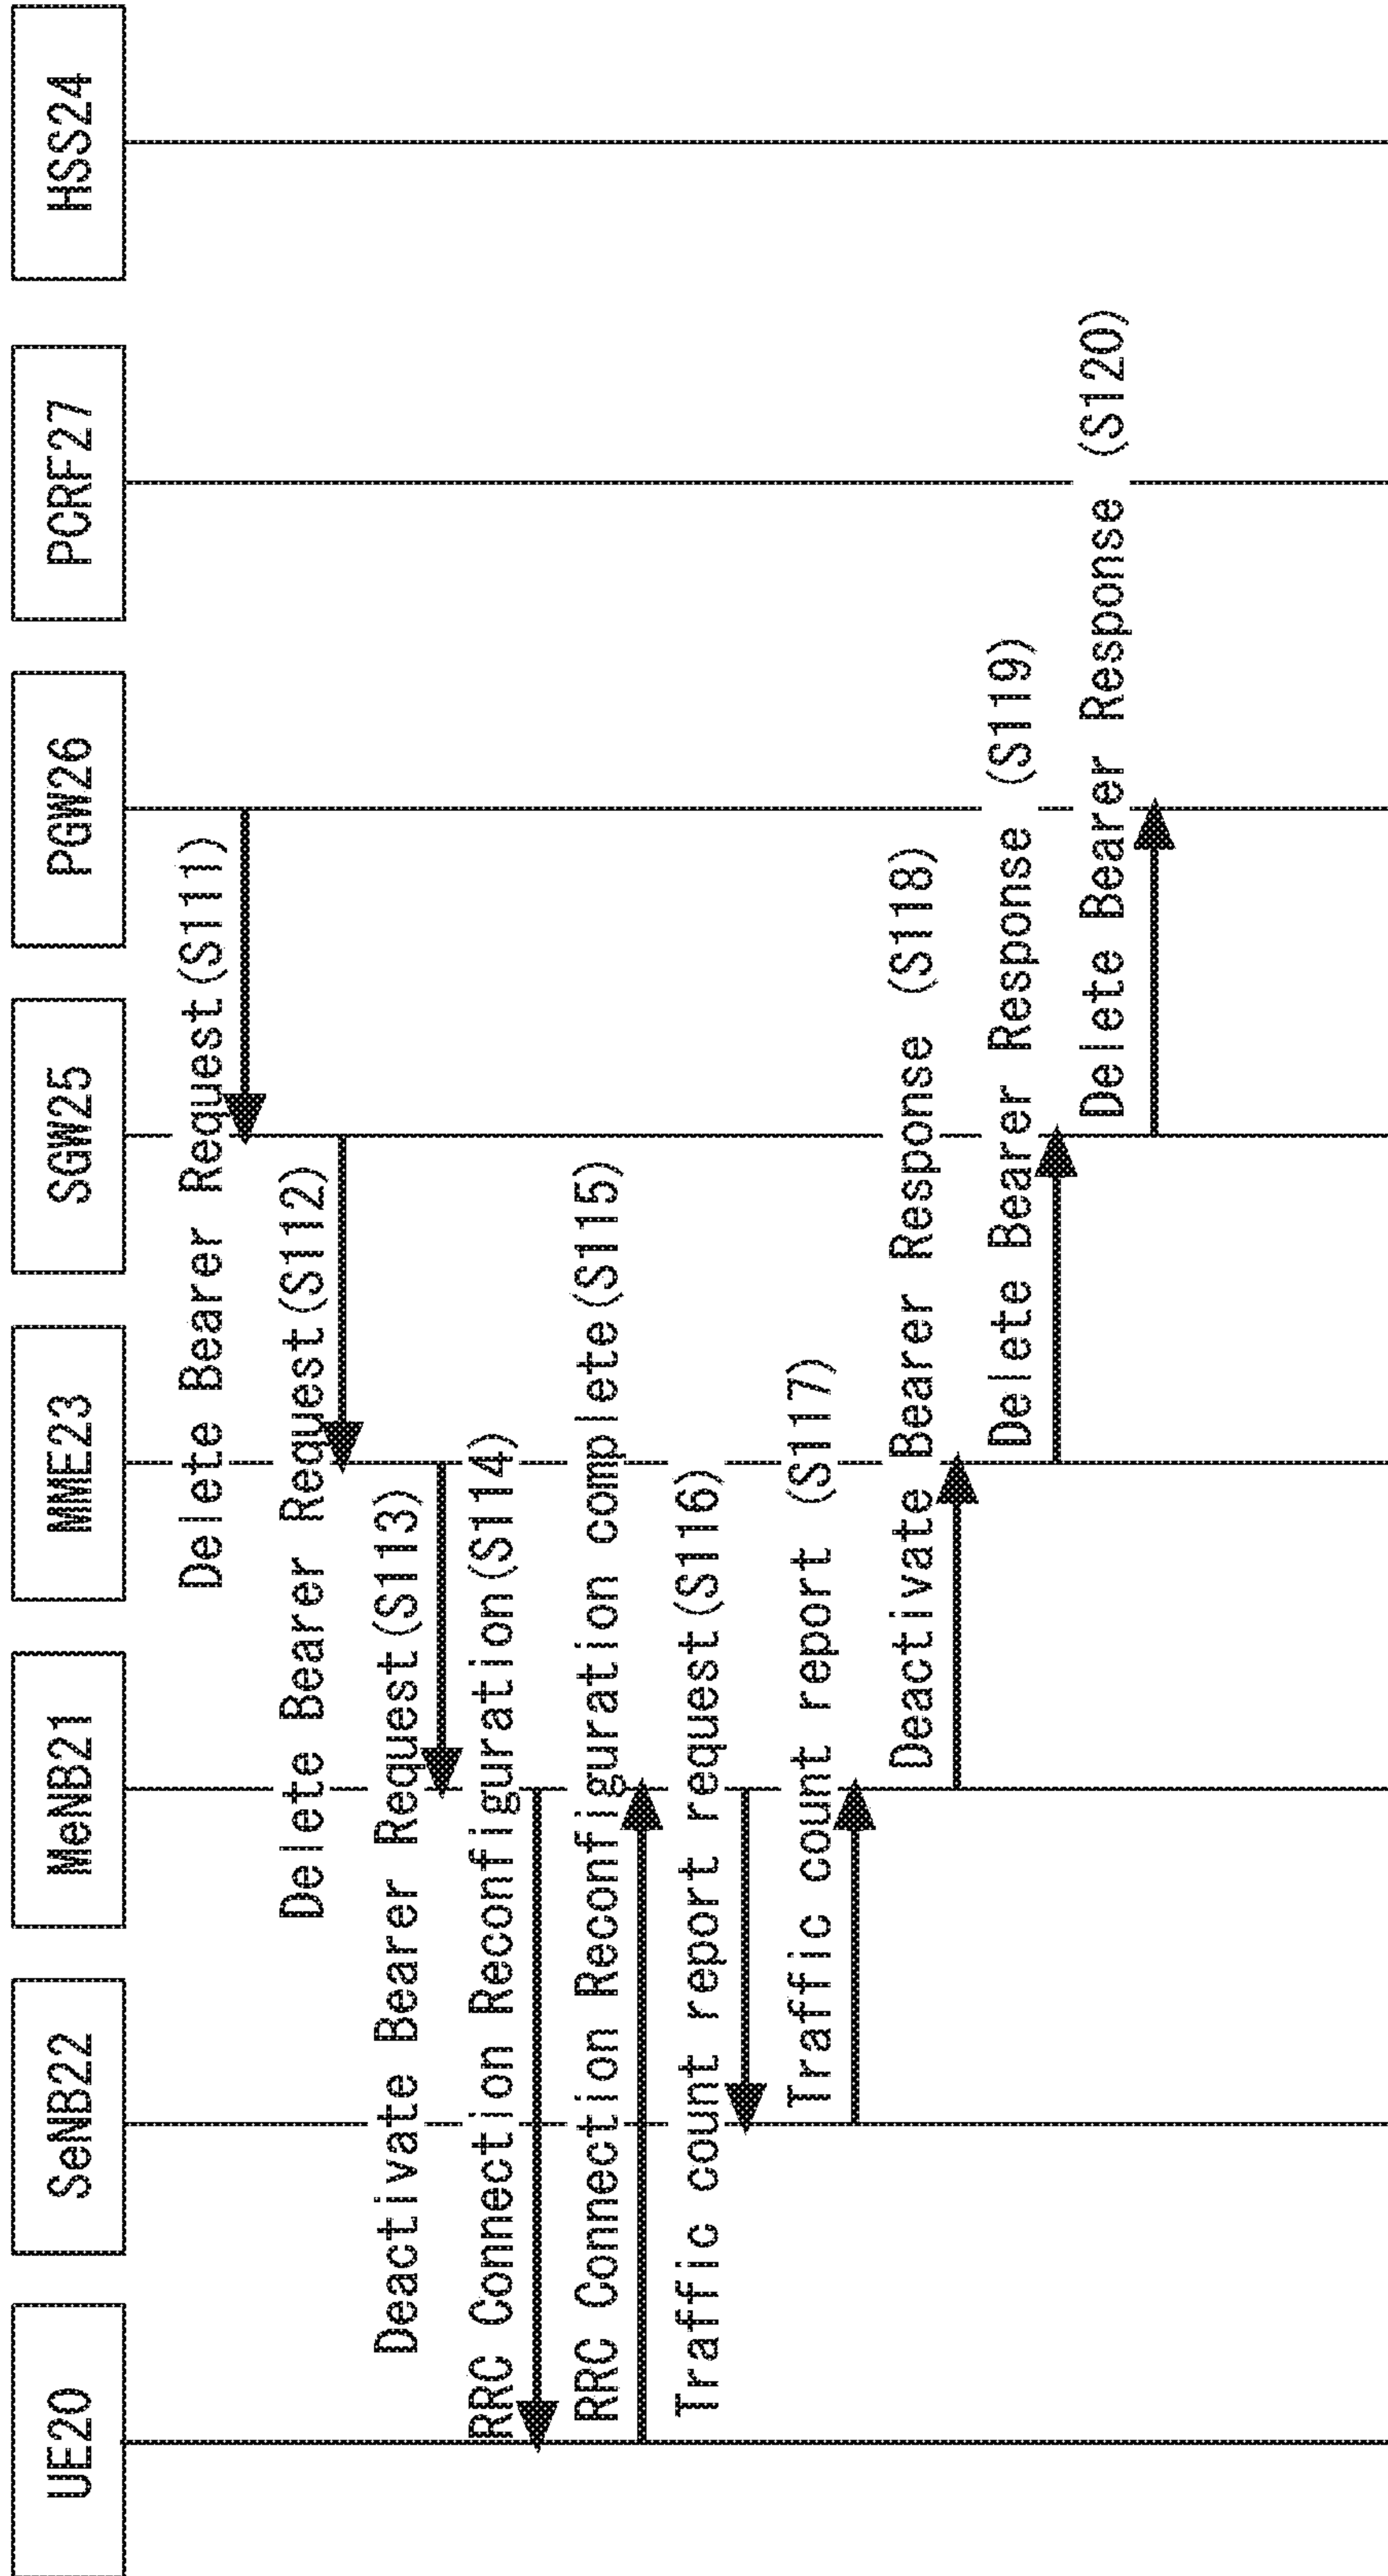 UE20
SeNB22
MeNB21
MME23
SGW25
PGW26
PCRF27
HSS24
Delete Bearer Request(S111)
Delete Bearer Request(S112)
Deactivate Bearer Request(S113)
RRC Connection Reconfiguration(S114)
RRC Connection Reconfiguration complete(S115)
Traffic count report request(S116)
Traffic count report (S117)
Deactivate Bearer Response (S118)
Delete Bearer Response (S119)
Delete Bearer Response (S120)